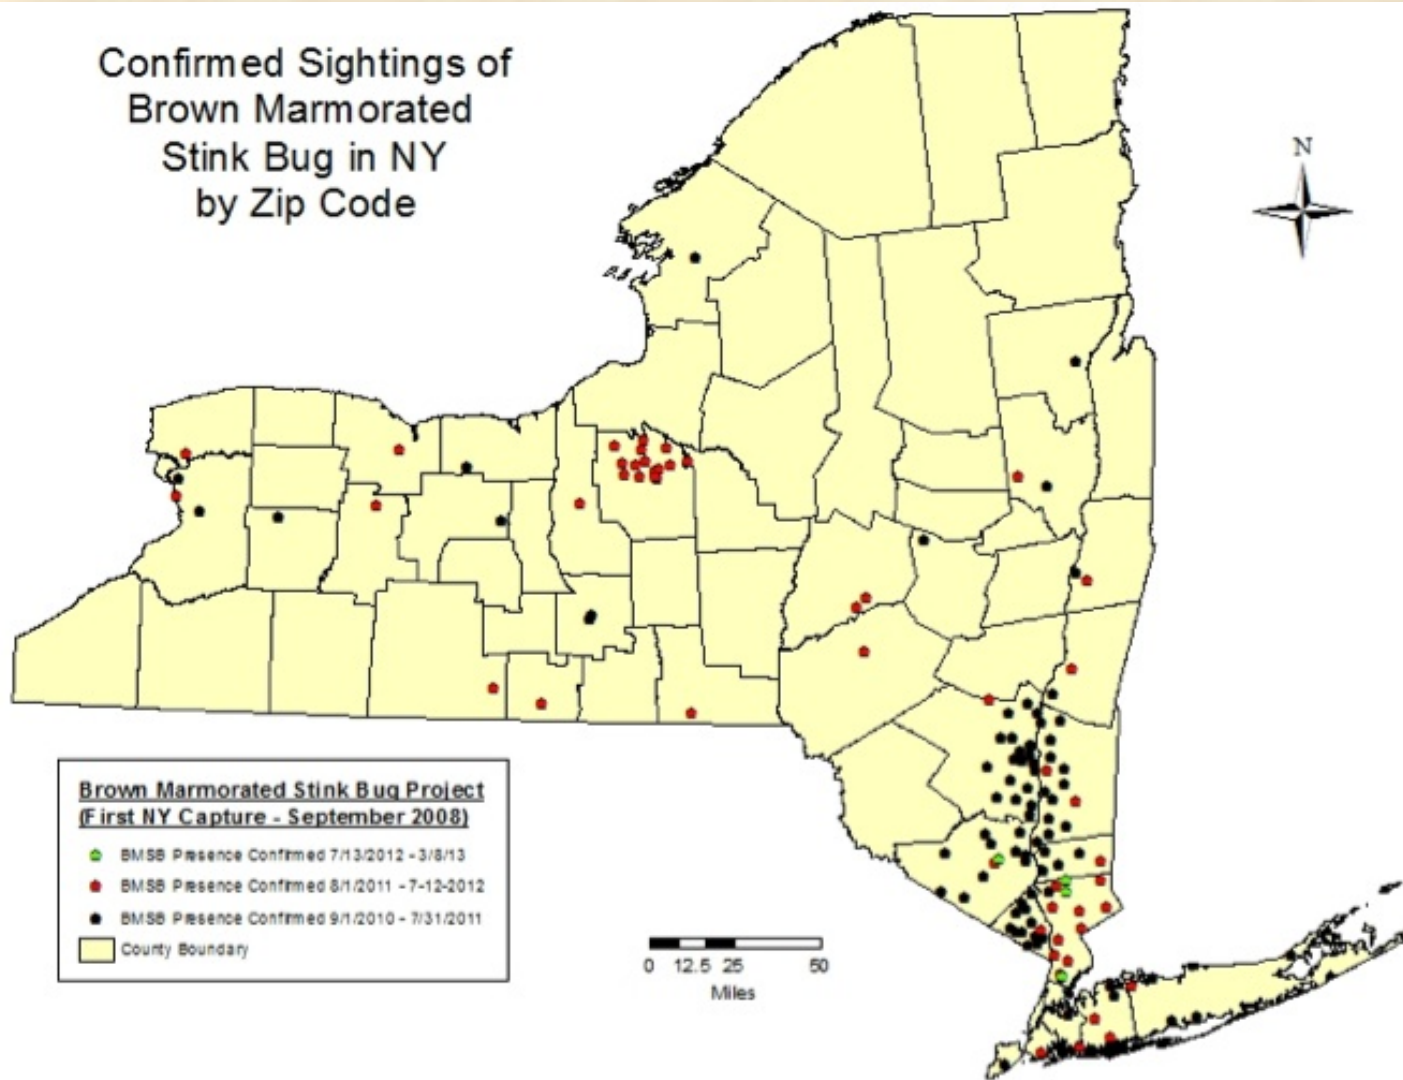 Confirmed Sightings of
Brown Marmorated
Stink Bug in NY
by Zip Code
N
Brown Marmorated Stink Bug Project
(First NY Capture - September 2008)
BMSB Presence Confirmed 7/13/2012 - 3/8/13
BMSB Presence Confirmed 8/1/2011 - 7-12-2012
BMSB Presence Confirmed 9/1/2010 - 7/31/2011
County Boundary
0 12.5 25 50
Miles